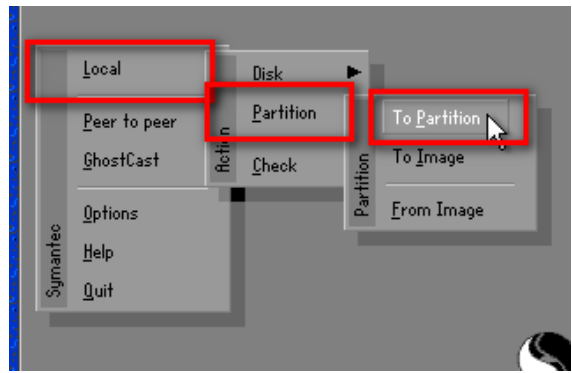 Local
Peer to peer
GhostCast
Options
Help
Quit
Symantec
Disk
Partition
Check
Action
To Partition
To Image
From Image
Partition